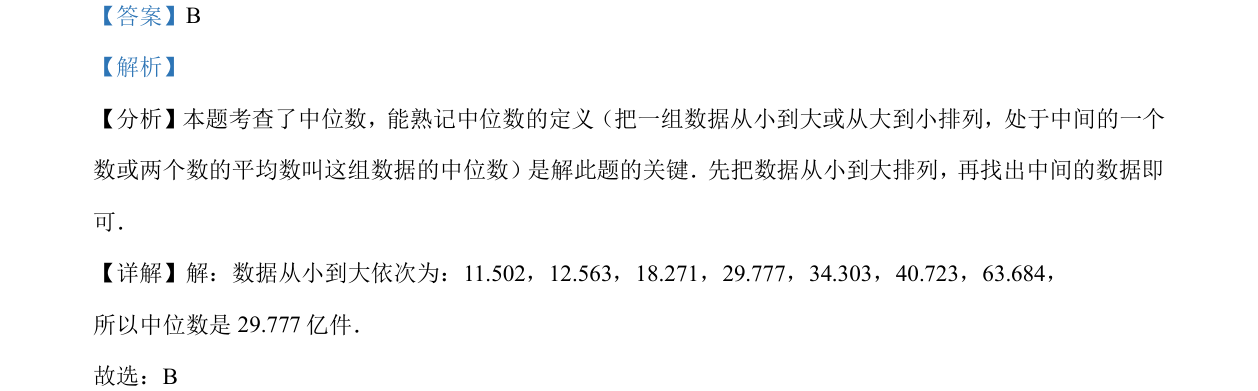 【答案】B
【解析】
【分析】本题考查了中位数，能熟记中位数的定义（把一组数据从小到大或从大到小排列，处于中间的一个
数或两个数的平均数叫这组数据的中位数）是解此题的关键．先把数据从小到大排列，再找出中间的数据即
可．
【详解】解：数据从小到大依次为：11.502，12.563，18.271，29.777，34.303，40.723，63.684，
所以中位数是 29.777 亿件．
故选：B